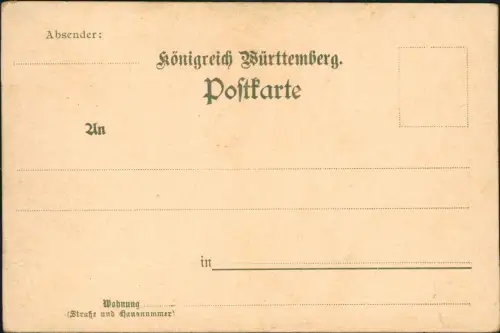 Absender:
Königreich Württemberg.
Postkarte
An
in
Wohnung
(Straße und Hausnummer)